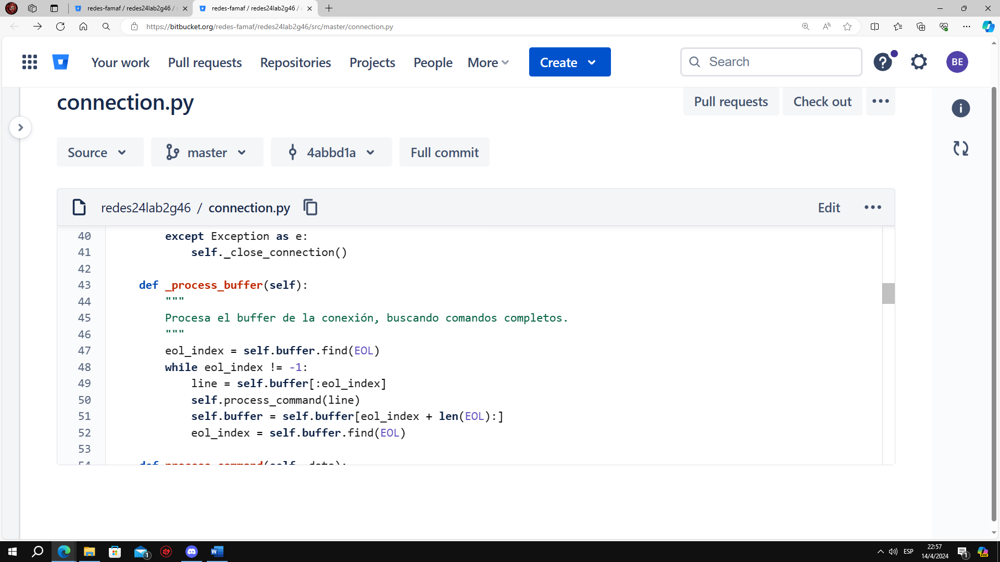 redes-famaf / redes24lab2g46 /
redes-famaf / redes24lab2g46 /
https://bitbucket.org/redes-famaf/redes24lab2g46/src/master/connection.py
Your work
Pull requests
Repositories
Projects
People
More
Create
Search
BE
connection.py
Pull requests
Check out
Source
master
4abbd1a
Full commit
redes24lab2g46 / connection.py
Edit
40 except Exception as e:
41 self._close_connection()
42
43 def _process_buffer(self):
44 """
45 Procesa el buffer de la conexión, buscando comandos completos.
46 """
47 eol_index = self.buffer.find(EOL)
48 while eol_index != -1:
49 line = self.buffer[:eol_index]
50 self.process_command(line)
51 self.buffer = self.buffer[eol_index + len(EOL):]
52 eol_index = self.buffer.find(EOL)
53
54 def process_command(self, data):
1
ESP
22:57
14/4/2024
1